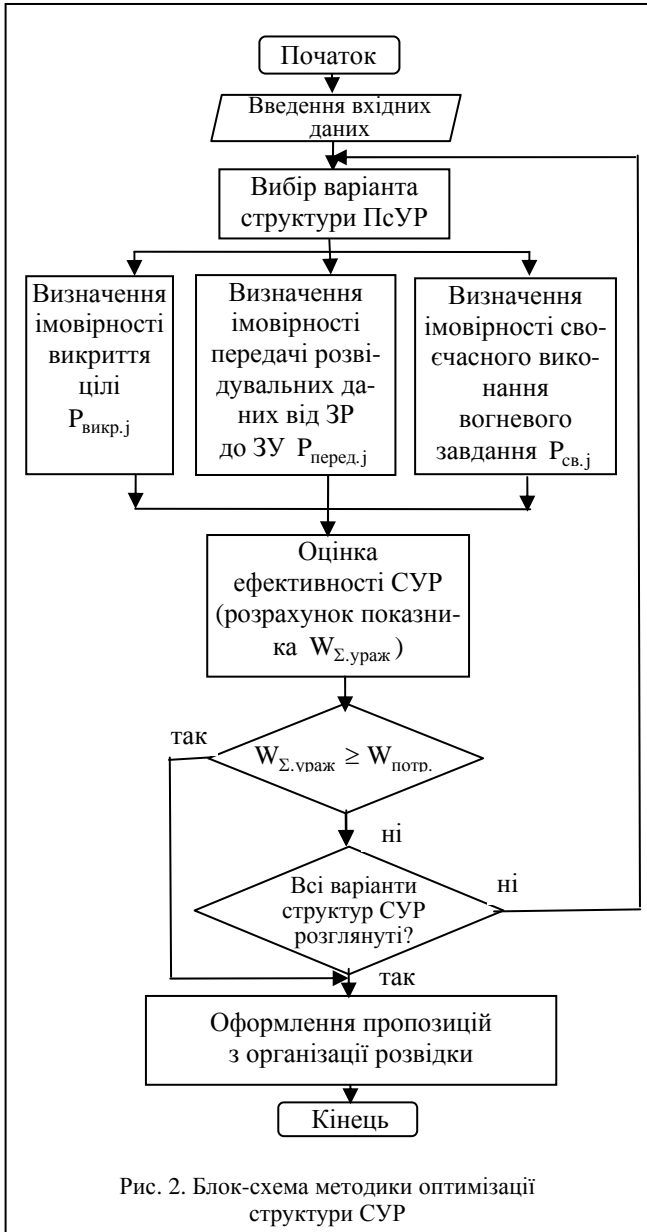 Початок
Введення вхідних
даних
Вибір варіанта
структури ПсУР
Визначення
імовірності
викриття
цілі
Pвикр.j
Визначення
імовірності
передачі розві-
дувальних да-
них від ЗР
до ЗУ Pперед.j
Визначення
імовірності сво-
єчасного вико-
нання
вогневого
завдання Pсв.j
Оцінка
ефективності СУР
(розрахунок показни-
ка WΣ.ураж )
так
WΣ.ураж ≥ Wпотр.
ні
Всі варіанти
структур СУР
розглянуті?
ні
так
Оформлення пропозицій
з організації розвідки
Кінець
Рис. 2. Блок-схема методики оптимізації
структури СУР